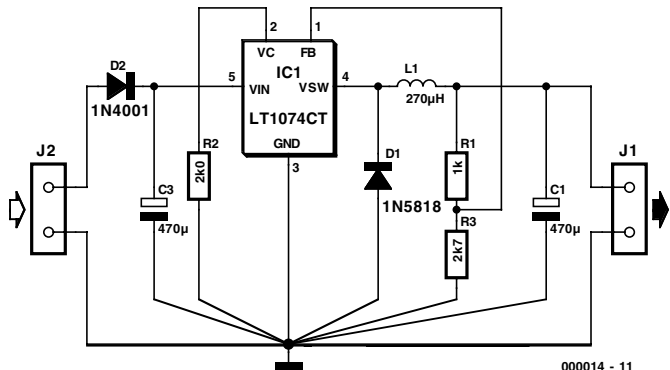 2
1
VC
FB
D2
IC1
L1
5
VIN
VSW
4
1N4001
270µH
LT1074CT
J2
R2
GND
D1
R1
J1
2k0
3
1k
C3
1N5818
C1
470µ
R3
470µ
2k7
000014 - 11